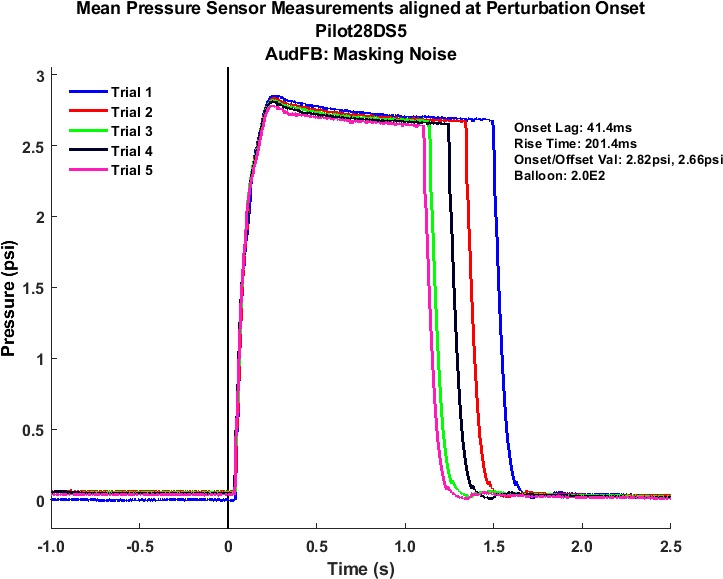 Mean Pressure Sensor Measurements aligned at Perturbation Onset
Pilot28DS5
AudFB: Masking Noise
Trial 1
Trial 2
Trial 3
Trial 4
Trial 5
Onset Lag: 41.4ms
Rise Time: 201.4ms
Onset/Offset Val: 2.82psi, 2.66psi
Balloon: 2.0E2
Pressure (psi)
3
2.5
2
1.5
1
0.5
0
-1.0 -0.5 0 0.5 1.0 1.5 2.0 2.5
Time (s)